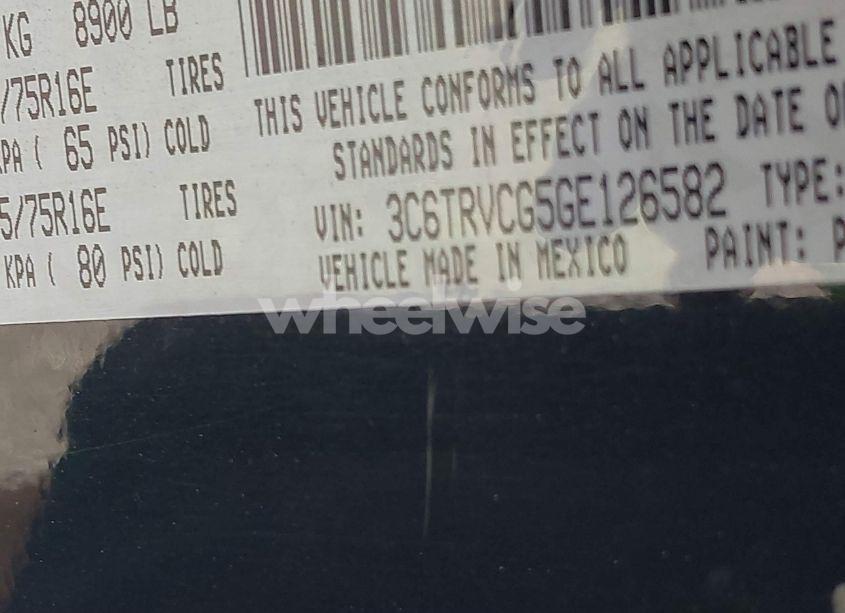 KG 8900 LB
/75R16E TIRES
KPA ( 65 PSI) COLD
5/75R16E TIRES
KPA ( 80 PSI) COLD
THIS VEHICLE CONFORMS TO ALL APPLICABLE
STANDARDS IN EFFECT ON THE DATE
VIN: 3C6TRVCG5GE126582 TYPE:
VEHICLE MADE IN MEXICO PAINT: P
wheelwise